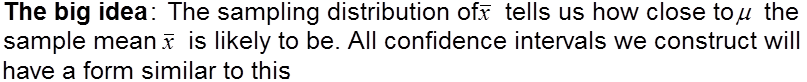 The big idea: The sampling distribution of x̄ tells us how close to μ the
sample mean x̄ is likely to be. All confidence intervals we construct will
have a form similar to this